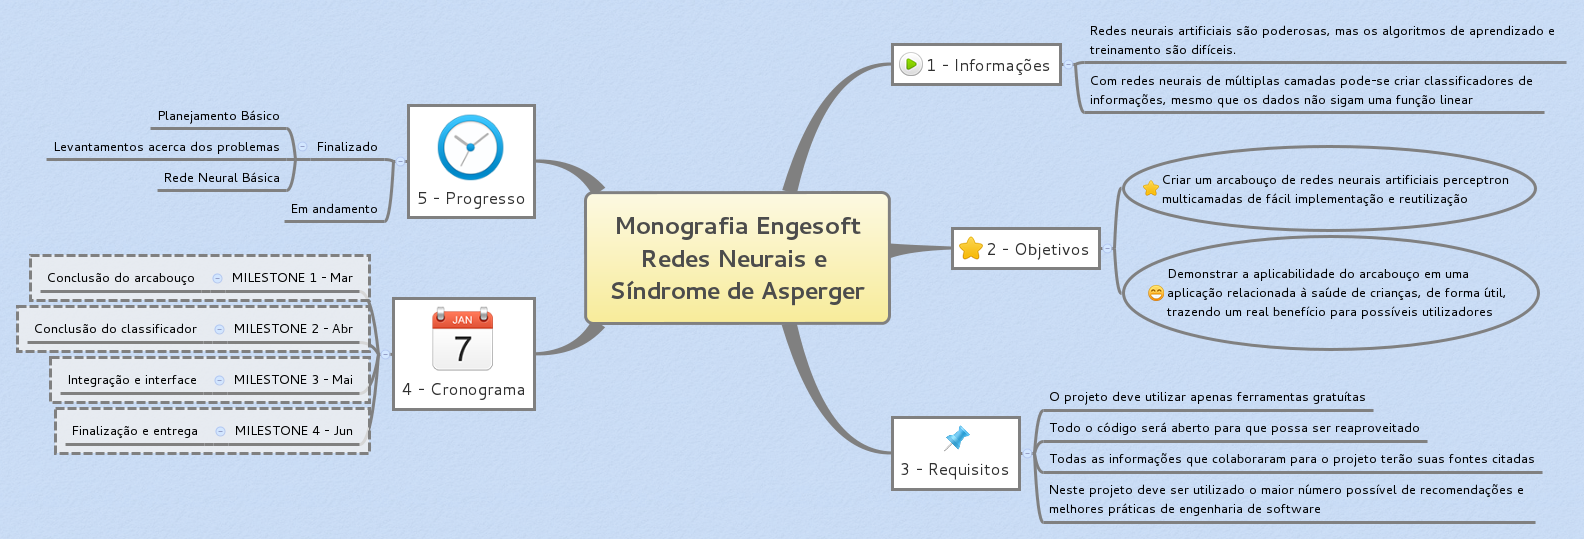 Monografia Engesoft
Redes Neurais e
Síndrome de Asperger
1 - Informações
Redes neurais artificiais são poderosas, mas os algoritmos de aprendizado e
treinamento são difíceis.
Com redes neurais de múltiplas camadas pode-se criar classificadores de
informações, mesmo que os dados não sigam uma função linear
2 - Objetivos
Criar um arcabouço de redes neurais artificiais perceptron
multicamadas de fácil implementação e reutilização
Demonstrar a aplicabilidade do arcabouço em uma
aplicação relacionada à saúde de crianças, de forma útil,
trazendo um real benefício para possíveis utilizadores
3 - Requisitos
O projeto deve utilizar apenas ferramentas gratuítas
Todo o código será aberto para que possa ser reaproveitado
Todas as informações que colaboraram para o projeto terão suas fontes citadas
Neste projeto deve ser utilizado o maior número possível de recomendações e
melhores práticas de engenharia de software
JAN
7
4 - Cronograma
MILESTONE 1 - Mar
Conclusão do arcabouço
MILESTONE 2 - Abr
Conclusão do classificador
MILESTONE 3 - Mai
Integração e interface
MILESTONE 4 - Jun
Finalização e entrega
5 - Progresso
Finalizado
Planejamento Básico
Levantamentos acerca dos problemas
Rede Neural Básica
Em andamento